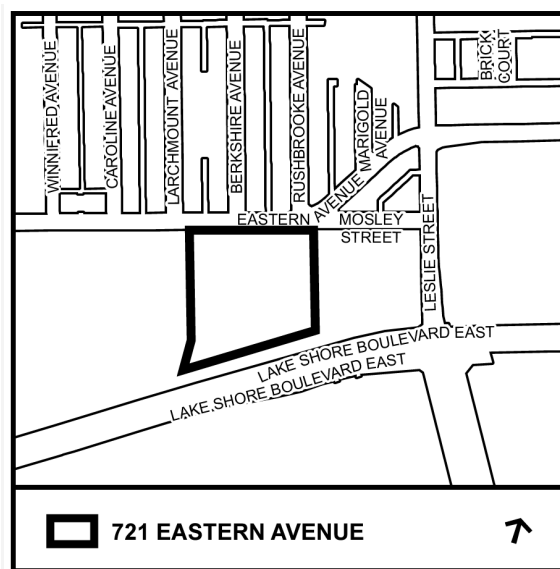 WINNIFRED AVENUE
CAROLINE AVENUE
LARCHMOUNT AVENUE
BERKSHIRE AVENUE
RUSHBROOKE AVENUE
MARIGOLD
AVENUE
BRICK
COURT
EASTERN AVENUE
MOSLEY
STREET
LESLIE STREET
LAKE SHORE BOULEVARD EAST
LAKE SHORE BOULEVARD EAST
721 EASTERN AVENUE